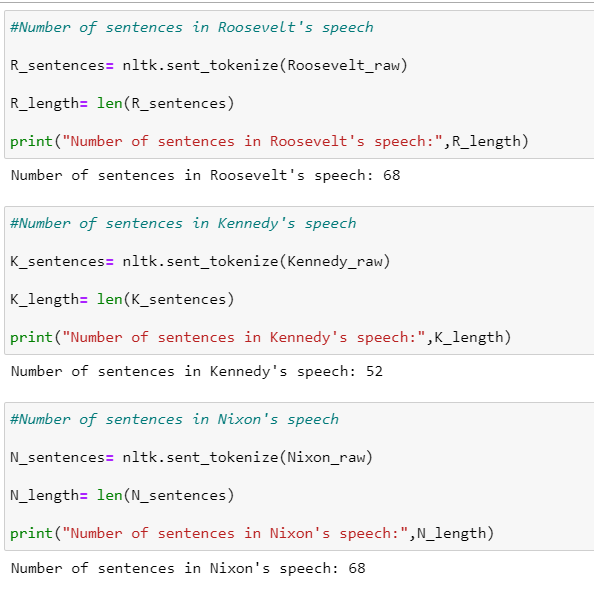 #Number of sentences in Roosevelt's speech
R_sentences= nltk.sent_tokenize(Roosevelt_raw)
R_length= len(R_sentences)
print("Number of sentences in Roosevelt's speech:",R_length)
Number of sentences in Roosevelt's speech: 68
#Number of sentences in Kennedy's speech
K_sentences= nltk.sent_tokenize(Kennedy_raw)
K_length= len(K_sentences)
print("Number of sentences in Kennedy's speech:",K_length)
Number of sentences in Kennedy's speech: 52
#Number of sentences in Nixon's speech
N_sentences= nltk.sent_tokenize(Nixon_raw)
N_length= len(N_sentences)
print("Number of sentences in Nixon's speech:",N_length)
Number of sentences in Nixon's speech: 68